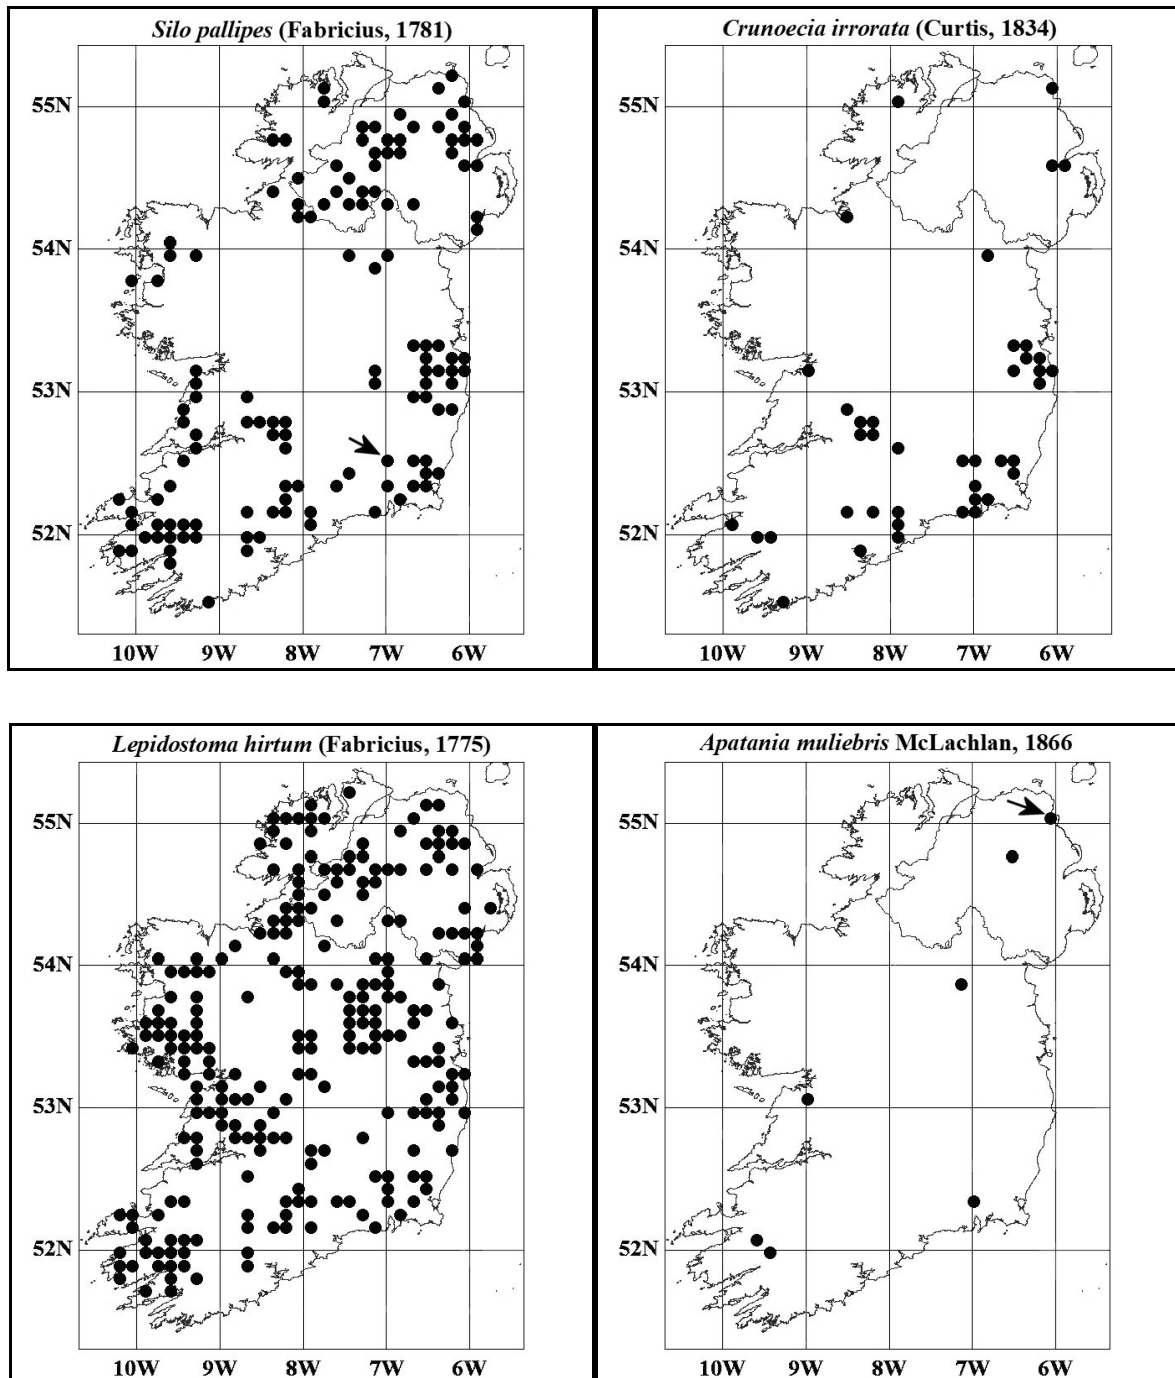 Silo pallipes (Fabricius, 1781)
55N
54N
53N
52N
10W 9W 8W 7W 6W
Crunoecia irrorata (Curtis, 1834)
55N
54N
53N
52N
10W 9W 8W 7W 6W
Lepidostoma hirtum (Fabricius, 1775)
55N
54N
53N
52N
10W 9W 8W 7W 6W
Apatania muliebris McLachlan, 1866
55N
54N
53N
52N
10W 9W 8W 7W 6W